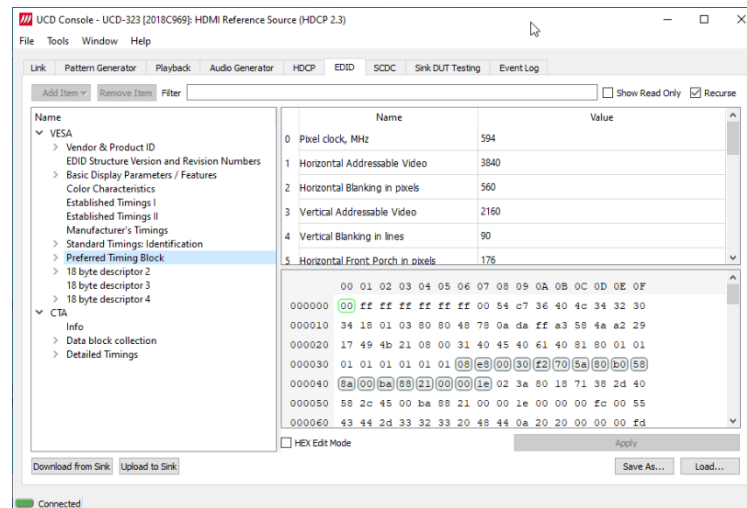 UCD Console - UCD-323 [2018C969]: HDMI Reference Source (HDCP 2.3)
File Tools Window Help
Link Pattern Generator Playback Audio Generator HDCP EDID SCDC Sink DUT Testing Event Log
Add Item Remove Item Filter Show Read Only Recurse
Name
VESA
Vendor & Product ID
EDID Structure Version and Revision Numbers
Basic Display Parameters / Features
Color Characteristics
Established Timings I
Established Timings II
Manufacturer's Timings
Standard Timings: Identification
Preferred Timing Block
18 byte descriptor 2
18 byte descriptor 3
18 byte descriptor 4
CTA
Info
Data block collection
Detailed Timings
Name Value
0 Pixel clock, MHz 594
1 Horizontal Addressable Video 3840
2 Horizontal Blanking in pixels 560
3 Vertical Addressable Video 2160
4 Vertical Blanking in lines 90
5 Horizontal Front Porch in pixels 176
00 01 02 03 04 05 06 07 08 09 0A 0B 0C 0D 0E 0F
000000 00 ff ff ff ff ff ff 00 54 c7 36 40 4c 34 32 30
000010 34 18 01 03 80 80 48 78 0a da ff a3 58 4a a2 29
000020 17 49 4b 21 08 00 31 40 45 40 61 40 81 80 01 01
000030 01 01 01 01 01 01 08 e8 00 30 f2 70 5a 80 b0 58
000040 8a 00 ba 88 21 00 00 1e 02 3a 80 18 71 38 2d 40
000050 58 2c 45 00 ba 88 21 00 00 1e 00 00 00 fc 00 55
000060 43 44 2d 33 32 33 20 48 44 0a 20 20 00 00 00 fd
HEX Edit Mode Apply
Download from Sink Upload to Sink Save As... Load...
Connected